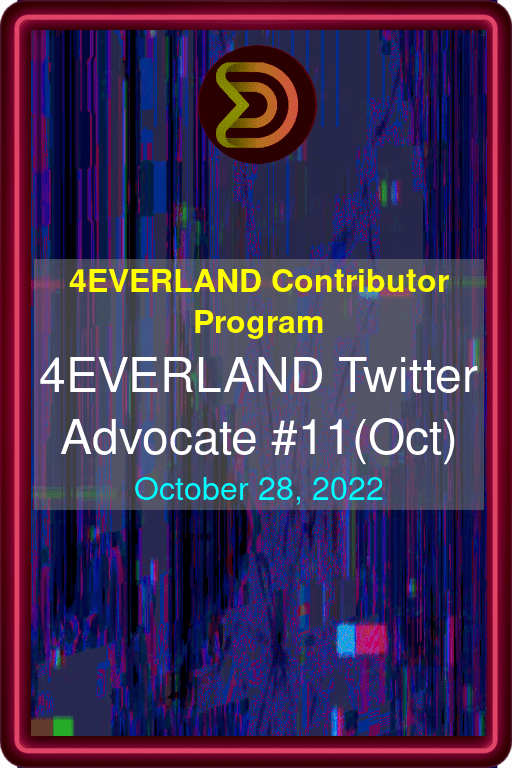 4EVERLAND Contributor
Program
4EVERLAND Twitter
Advocate #11(Oct)
October 28, 2022